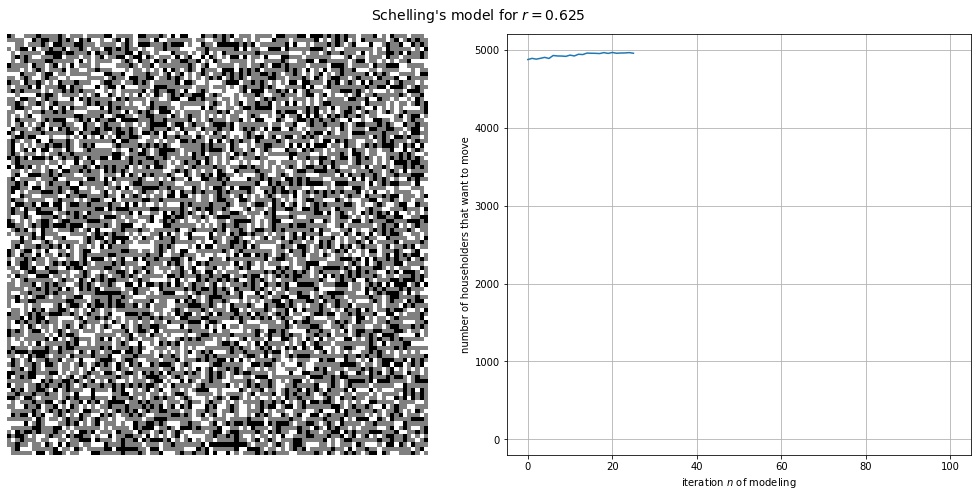 Schelling's model for r = 0.625
number of householders that want to move
5000
4000
3000
2000
1000
0
0 20 40 60 80 100
iteration n of modeling